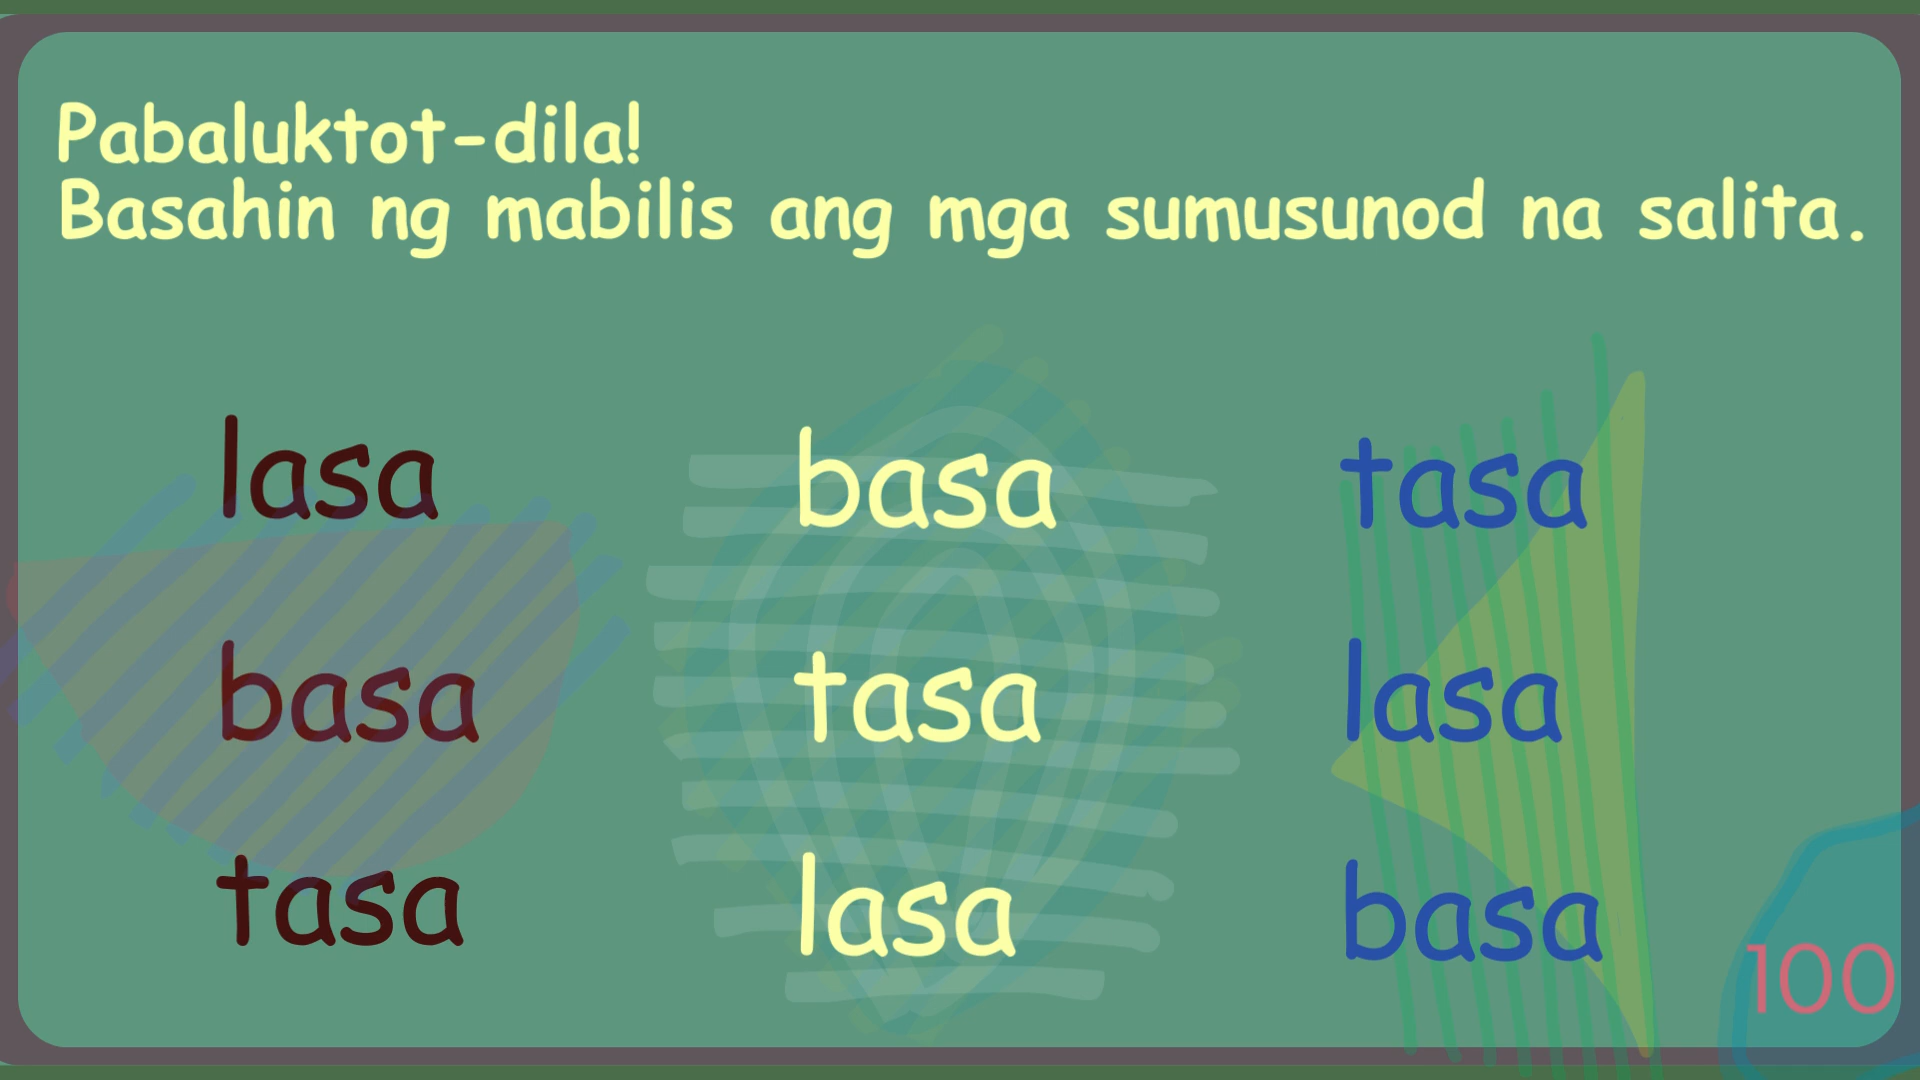 Pabaluktot-dila!
Basahin ng mabilis ang mga sumusunod na salita.
lasa basa tasa
basa tasa lasa
tasa lasa basa
100